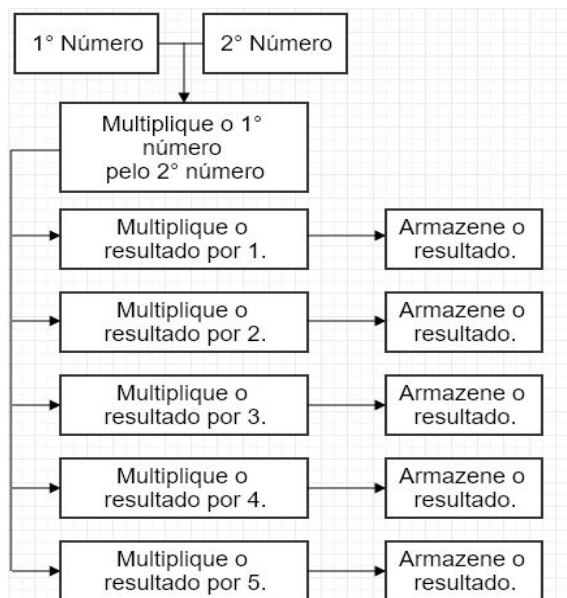 1° Número
2° Número
Multiplique o 1°
número
pelo 2° número
Multiplique o
resultado por 1.
Armazene o
resultado.
Multiplique o
resultado por 2.
Armazene o
resultado.
Multiplique o
resultado por 3.
Armazene o
resultado.
Multiplique o
resultado por 4.
Armazene o
resultado.
Multiplique o
resultado por 5.
Armazene o
resultado.